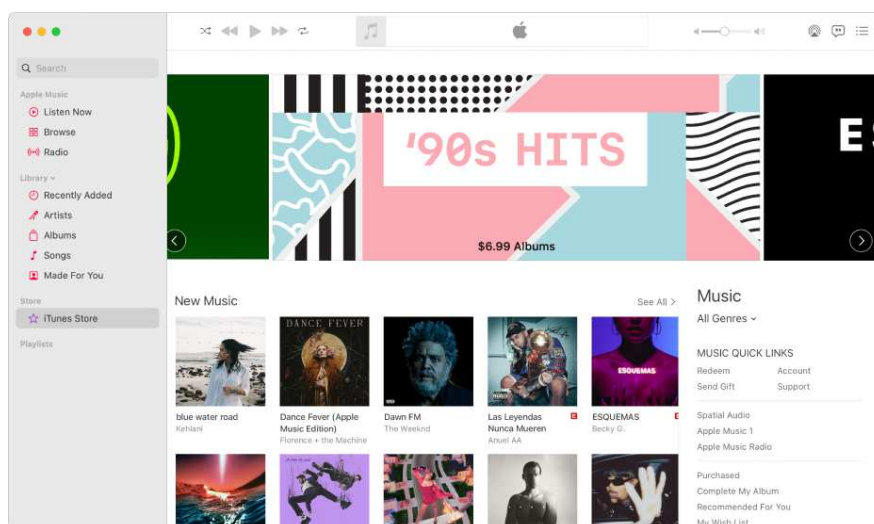 Search
Apple Music
Listen Now
Browse
Radio
Library
Recently Added
Artists
Albums
Songs
Made For You
Store
iTunes Store
Playlists
'90s HITS
$6.99 Albums
E
New Music
See All >
DANCE FEVER
ESQUEMAS
blue water road
Kehlani
Dance Fever (Apple
Music Edition)
Florence + the Machine
Dawn FM
The Weeknd
Las Leyendas
Nunca Mueren
Anuel AA
E
ESQUEMAS
Becky G.
Music
All Genres
MUSIC QUICK LINKS
Redeem
Account
Send Gift
Support
Spatial Audio
Apple Music 1
Apple Music Radio
Purchased
Complete My Album
Recommended For You
My Wish List